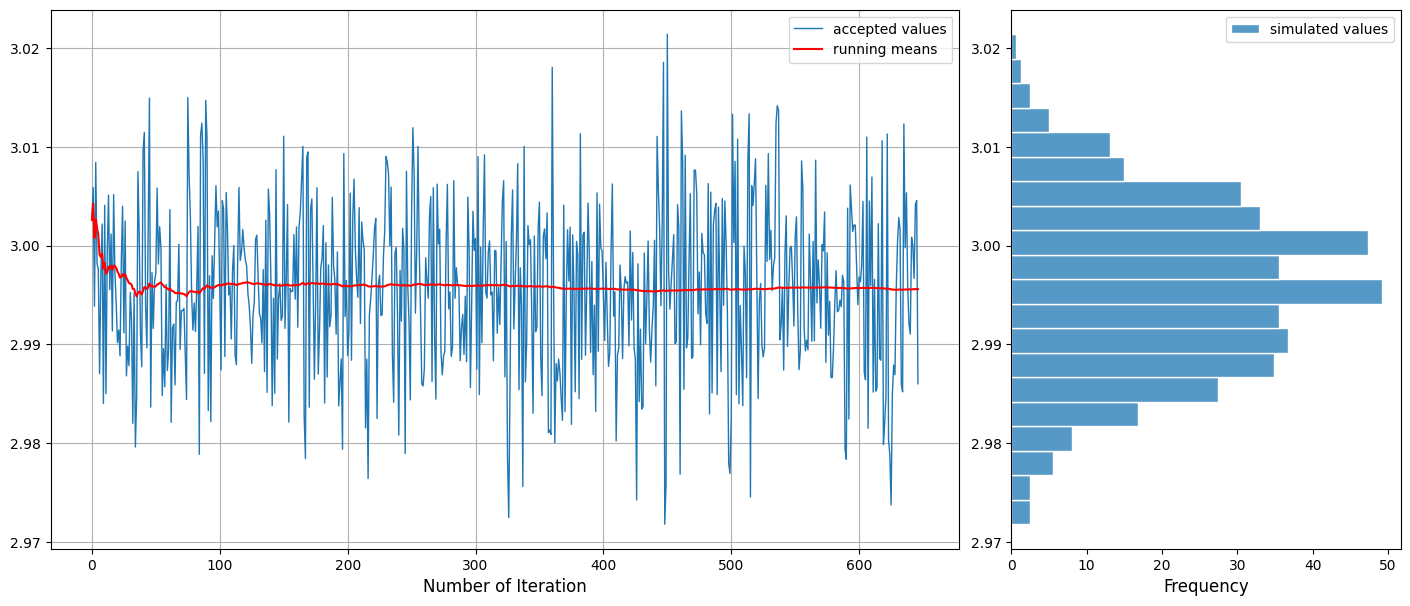 accepted values
running means
3.02
3.01
3.00
2.99
2.98
2.97
0 100 200 300 400 500 600
Number of Iteration
simulated values
3.02
3.01
3.00
2.99
2.98
2.97
0 10 20 30 40 50
Frequency